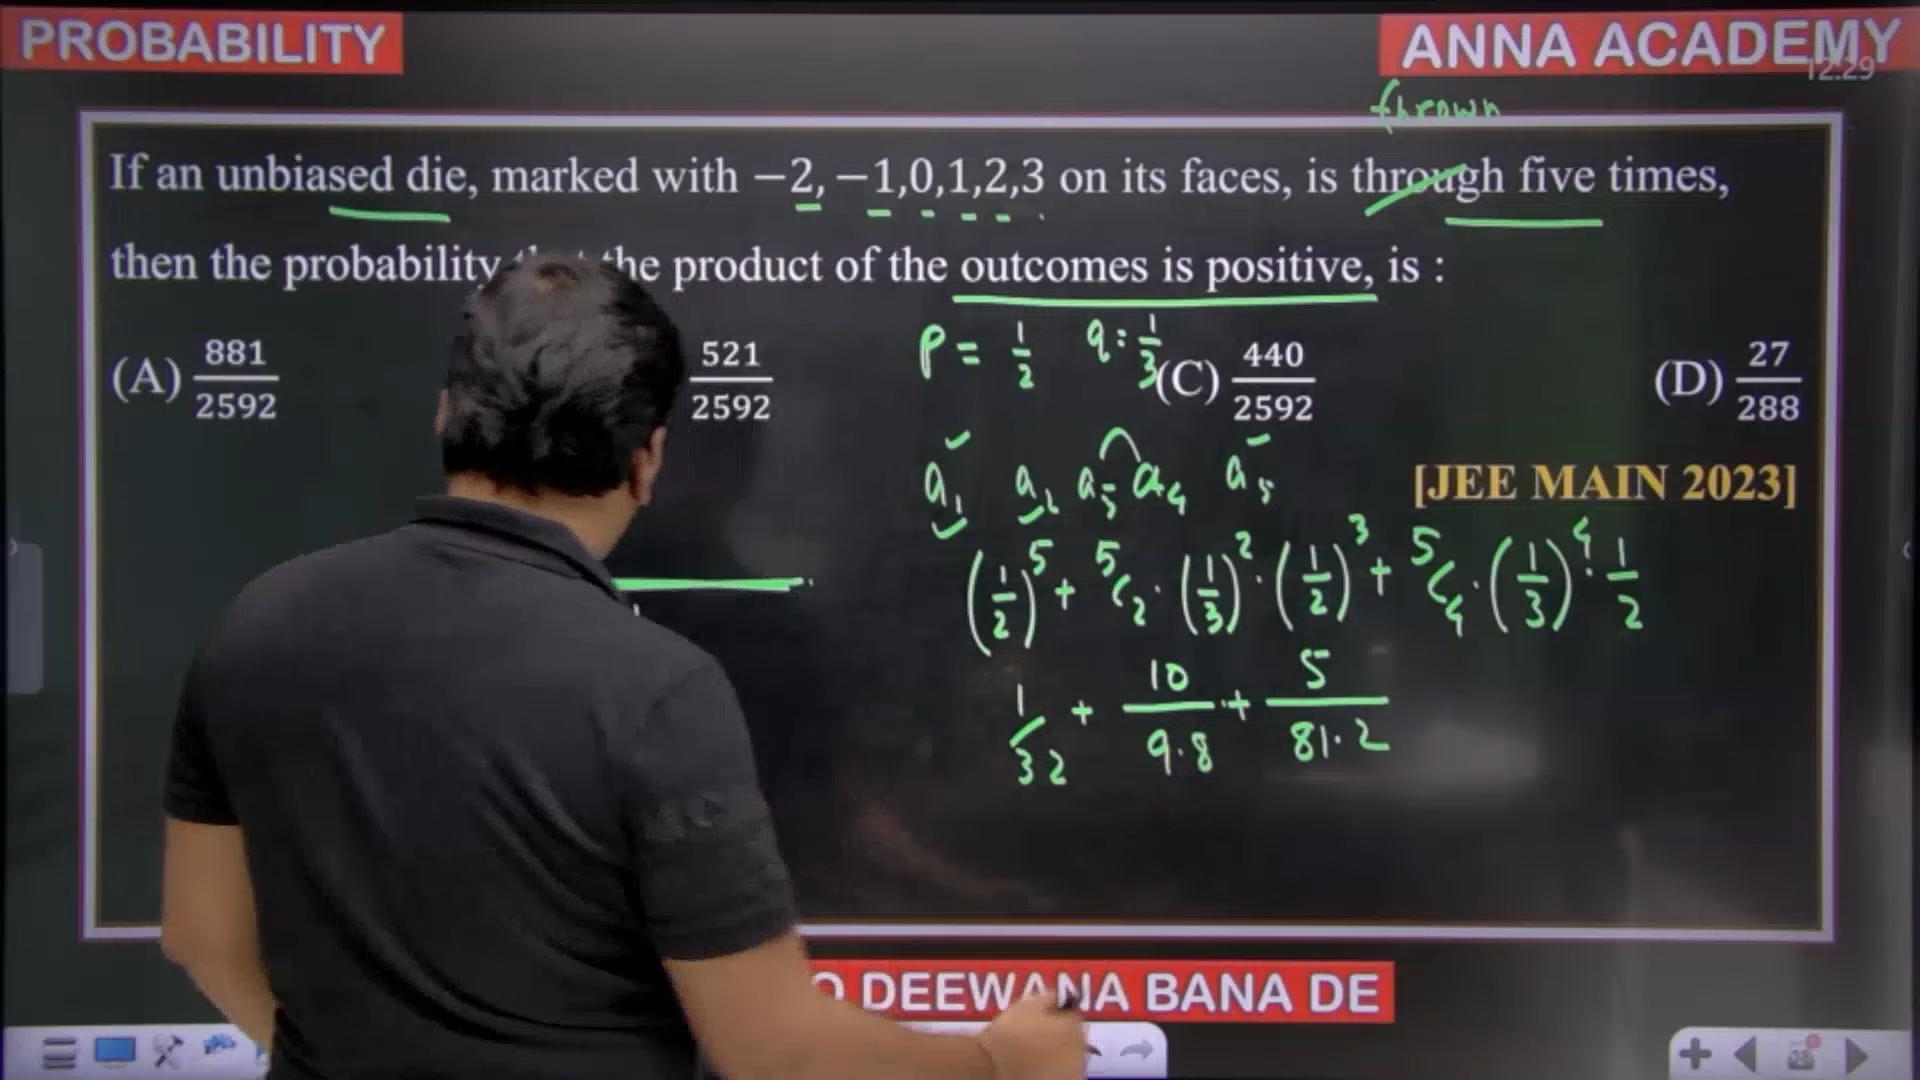 PROBABILITY
ANNA ACADEMY
12:29
thrown
If an unbiased die, marked with −2, −1,0,1,2,3 on its faces, is through five times,
then the probability the product of the outcomes is positive, is :
P = 1/2 q = 1/3
(A) 881/2592 521/2592 (C) 440/2592 (D) 27/288
a1 a2 a3 a4 a5
[JEE MAIN 2023]
(1/2)^5 + 5C2 · (1/3)^2 · (1/2)^3 + 5C4 · (1/3)^4 · 1/2
1/32 + 10/9·8 + 5/81·2
DEEWANA BANA DE